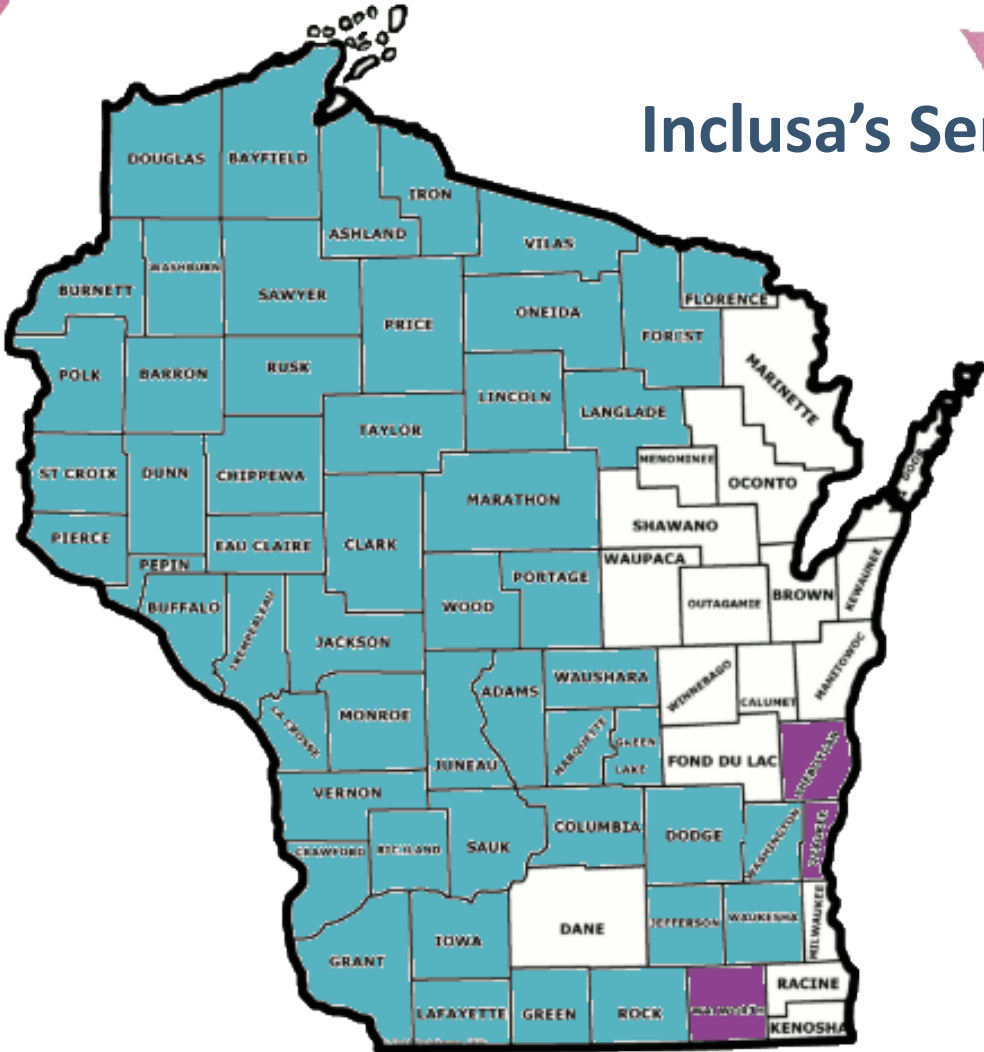 Inclusa's Ser
DOUGLAS
BAYFIELD
IRON
ASHLAND
VILAS
WASHBURN
BURNETT
SAWYER
FLORENCE
ONEIDA
PRICE
FOREST
POLK
BARRON
RUSK
MARINETTE
LINCOLN
LANGLADE
TAYLOR
MENOMINEE
ST CROIX
DUNN
CHIPPEWA
DOOR
OCONTO
MARATHON
SHAWANO
PIERCE
EAU CLAIRE
CLARK
WAUPACA
PEPIN
PORTAGE
KEWAUNEE
BROWN
OUTAGAMIE
BUFFALO
WOOD
TREMPEALEAU
JACKSON
MANITOWOC
WAUSHARA
WINNEBAGO
ADAMS
CALUMET
MONROE
LA CROSSE
MARQUETTE
GREEN
LAKE
FOND DU LAC
JUNEAU
VERNON
COLUMBIA
DODGE
WASHINGTON
CRAWFORD
RICHLAND
SAUK
JEFFERSON
WAUKESHA
MILWAUKEE
DANE
IOWA
GRANT
RACINE
LAFAYETTE
GREEN
ROCK
WALWORTH
KENOSHA